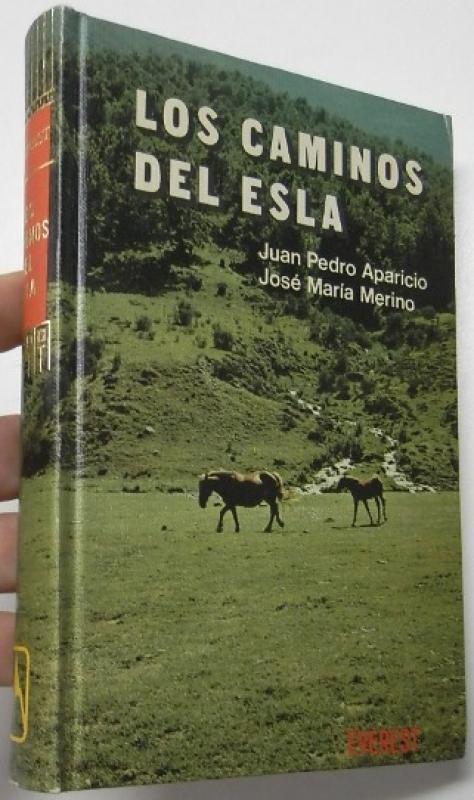 LOS CAMINOS
DEL ESLA
Juan Pedro Aparicio
José María Merino
EVEREST